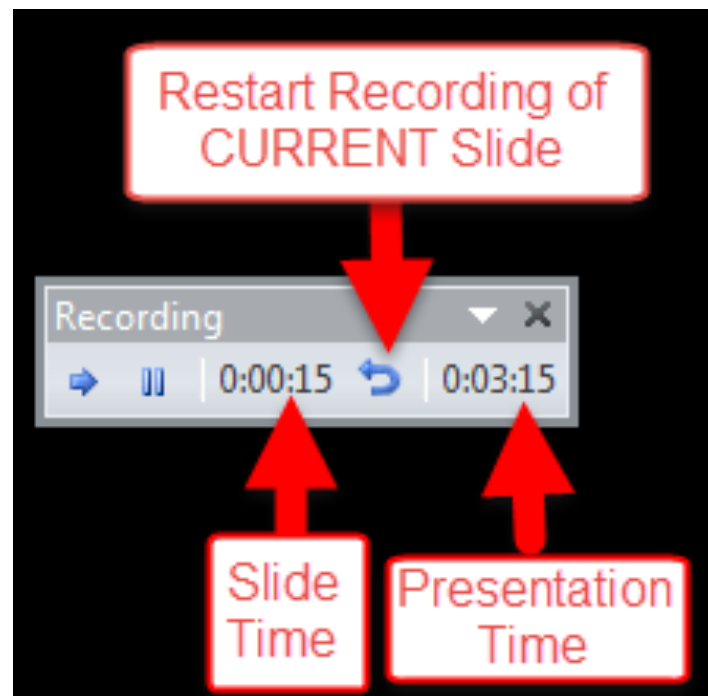 Restart Recording of
CURRENT Slide
Recording
0:00:15 0:03:15
Slide
Time
Presentation
Time